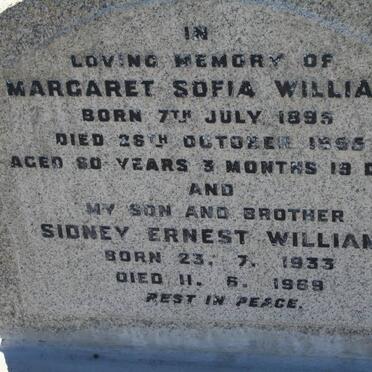 IN
LOVING MEMORY OF
MARGARET SOFIA WILLIA
BORN 7TH JULY 1895
DIED 26TH OCTOBER 1955
AGED 60 YEARS 3 MONTHS 19 D
AND
MY SON AND BROTHER
SIDNEY ERNEST WILLIAM
BORN 23. 7. 1933
DIED 11. 6. 1969
REST IN PEACE.